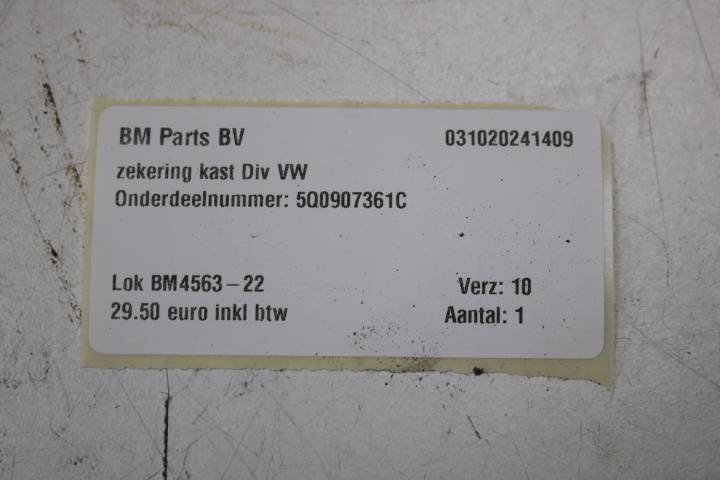 BM Parts BV 031020241409
zekering kast Div VW
Onderdeelnummer: 5Q0907361C
Lok BM4563-22 Verz: 10
29.50 euro inkl btw Aantal: 1